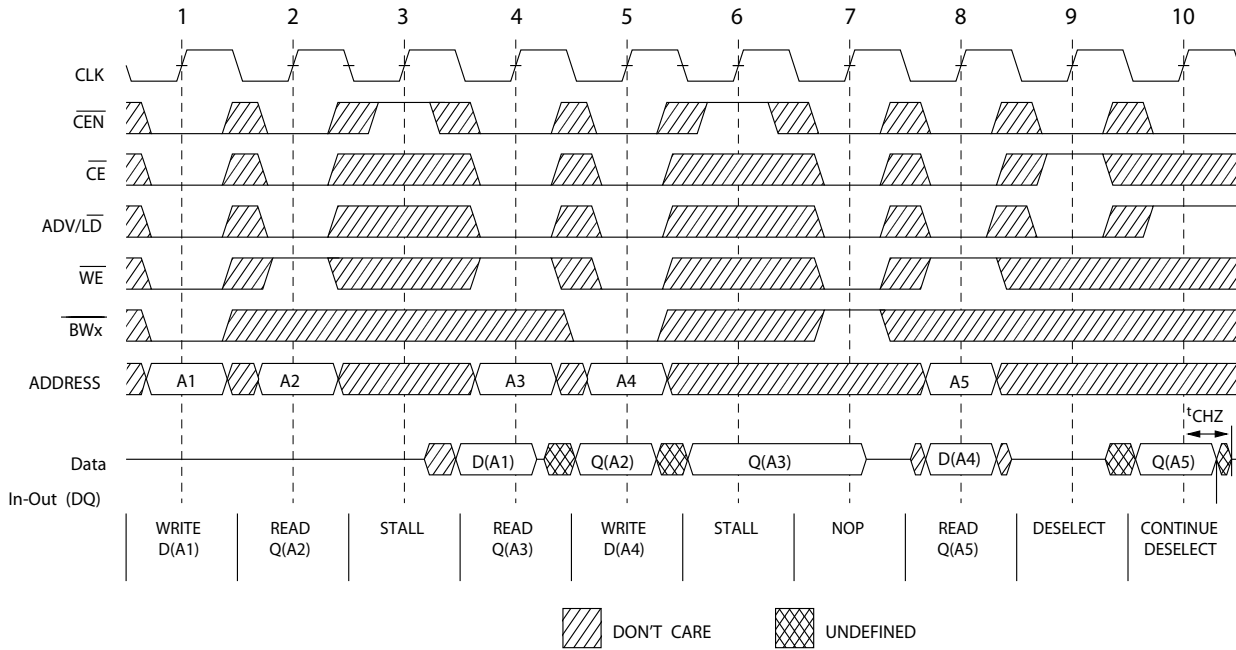 1 2 3 4 5 6 7 8 9 10
CLK
CEN
CE
ADV/LD
WE
BWx
ADDRESS A1 A2 A3 A4 A5
tCHZ
Data D(A1) Q(A2) Q(A3) D(A4) Q(A5)
In-Out (DQ)
WRITE READ STALL READ WRITE STALL NOP READ DESELECT CONTINUE
D(A1) Q(A2) Q(A3) D(A4) Q(A5) DESELECT
DON'T CARE UNDEFINED